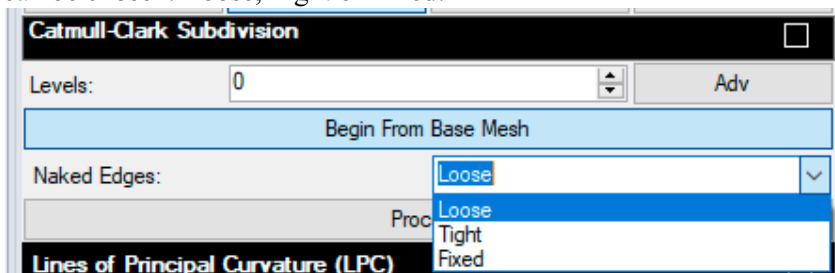 Catmull-Clark Subdivision
Levels: 0 Adv
Begin From Base Mesh
Naked Edges: Loose
Loose
Tight
Fixed
Lines of Principal Curvature (LPC)